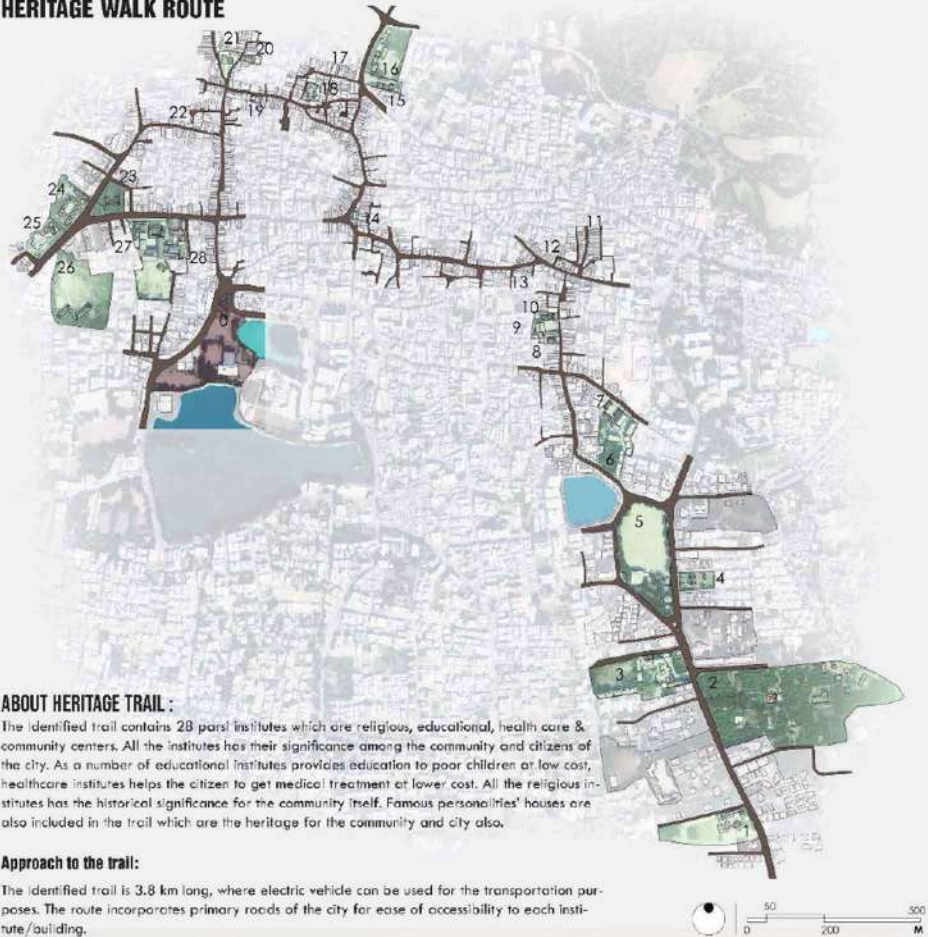 HERITAGE WALK ROUTE
21
20
17
16
18
15
19
22
23
24
25
14
11
12
27
28
26
13
10
9
8
7
6
5
4
3
2
1
ABOUT HERITAGE TRAIL :
The Identified trail contains 28 parsi institutes which are religious, educational, health care &
community centers. All the institutes has their significance among the community and citizens of
the city. As a number of educational institutes provides education to poor children at low cost,
healthcare institutes helps the citizen to get medical treatment at lower cost. All the religious in-
stitutes has the historical significance for the community itself. Famous personalities' houses are
also included in the trail which are the heritage for the community and city also.
Approach to the trail:
The Identified trail is 3.8 km long, where electric vehicle can be used for the transportation pur-
poses. The route incorporates primary roads of the city for ease of accessibility to each insti-
tute/building.
50 500
0 200 M